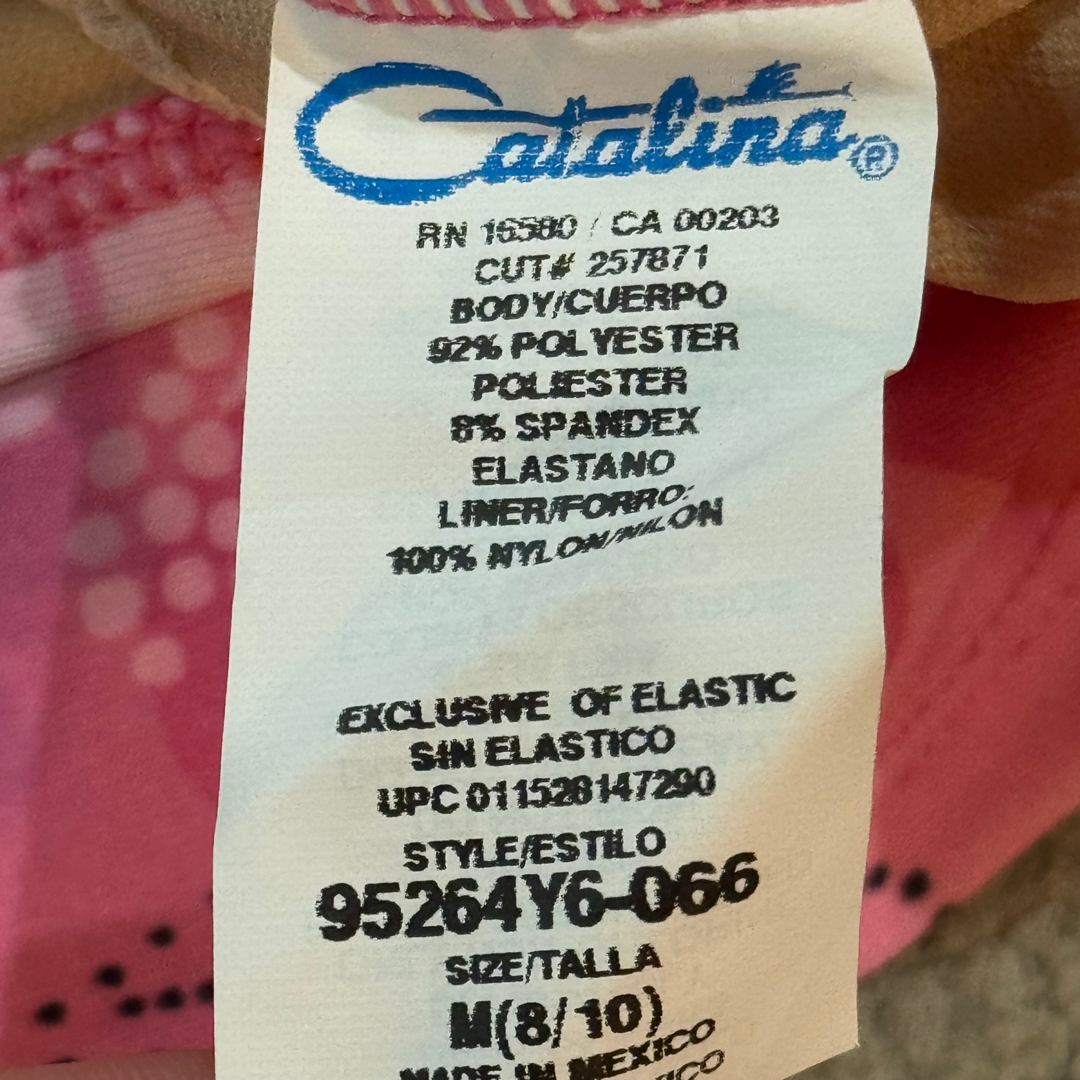 Catalina®
RN 16580 / CA 00203
CUT# 257871
BODY/CUERPO
92% POLYESTER
POLIESTER
8% SPANDEX
ELASTANO
LINER/FORRO:
100% NYLON/NILON
EXCLUSIVE OF ELASTIC
SIN ELASTICO
UPC 011528147290
STYLE/ESTILO
95264Y6-066
SIZE/TALLA
M(8/10)
MADE IN MEXICO